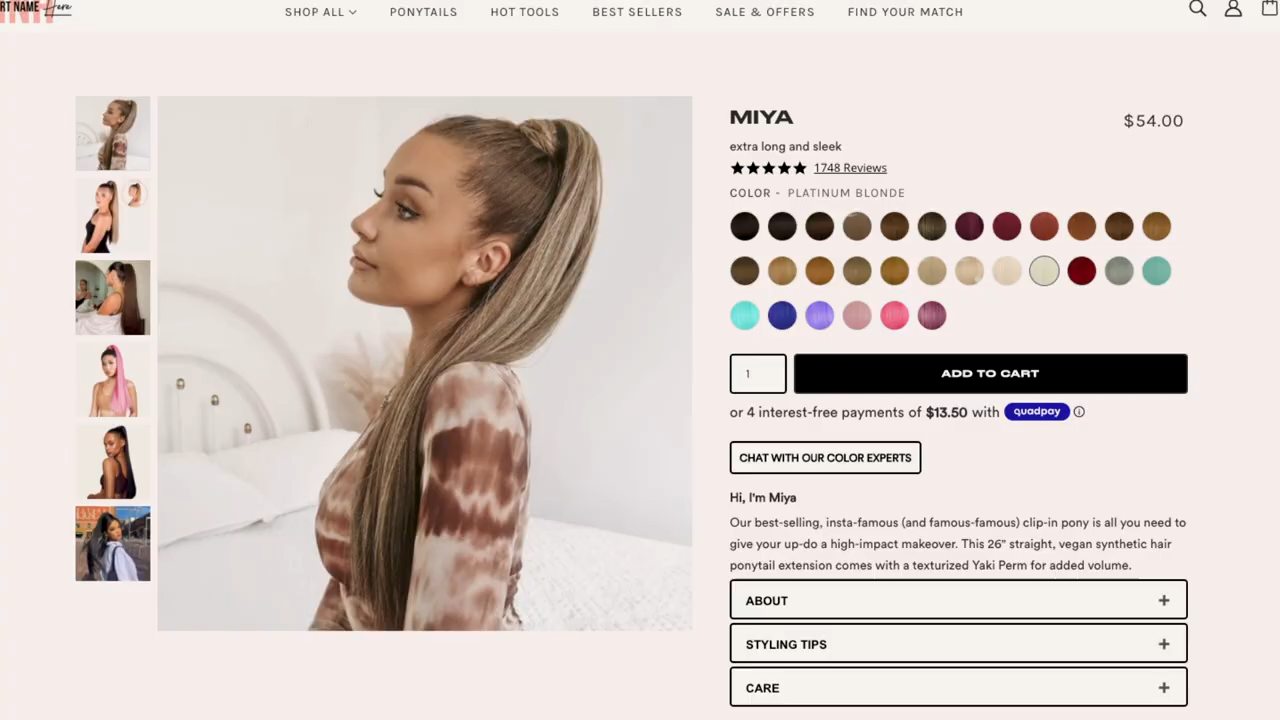 RT NAME Here
SHOP ALL PONYTAILS HOT TOOLS BEST SELLERS SALE & OFFERS FIND YOUR MATCH
MIYA
$54.00
extra long and sleek
1748 Reviews
COLOR - PLATINUM BLONDE
1
ADD TO CART
or 4 interest-free payments of $13.50 with quadpay
CHAT WITH OUR COLOR EXPERTS
Hi, I'm Miya
Our best-selling, insta-famous (and famous-famous) clip-in pony is all you need to
give your up-do a high-impact makeover. This 26" straight, vegan synthetic hair
ponytail extension comes with a texturized Yaki Perm for added volume.
ABOUT +
STYLING TIPS +
CARE +